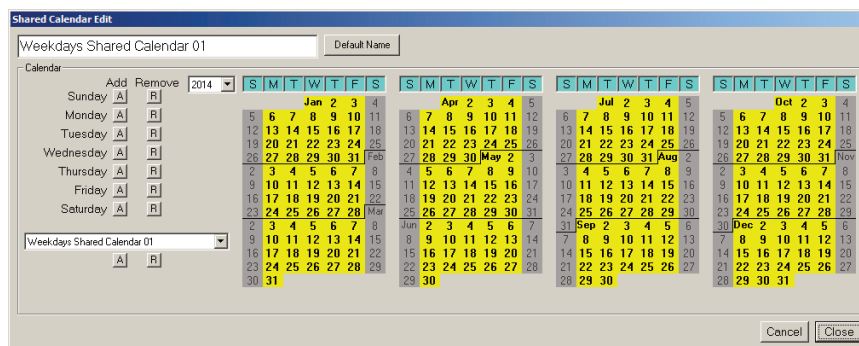 Shared Calendar Edit
Weekdays Shared Calendar 01 Default Name
Calendar
Add Remove 2014
Sunday A R
Monday A R
Tuesday A R
Wednesday A R
Thursday A R
Friday A R
Saturday A R
Weekdays Shared Calendar 01
A R
S M T W T F S
Jan 2 3 4
5 6 7 8 9 10 11
12 13 14 15 16 17 18
19 20 21 22 23 24 25
26 27 28 29 30 31 Feb
2 3 4 5 6 7 8
9 10 11 12 13 14 15
16 17 18 19 20 21 22
23 24 25 26 27 28 Mar
2 3 4 5 6 7 8
9 10 11 12 13 14 15
16 17 18 19 20 21 22
23 24 25 26 27 28 29
30 31
S M T W T F S
Apr 2 3 4 5
6 7 8 9 10 11 12
13 14 15 16 17 18 19
20 21 22 23 24 25 26
27 28 29 30 May 2 3
4 5 6 7 8 9 10
11 12 13 14 15 16 17
18 19 20 21 22 23 24
25 26 27 28 29 30 31
Jun 2 3 4 5 6 7
8 9 10 11 12 13 14
15 16 17 18 19 20 21
22 23 24 25 26 27 28
29 30
S M T W T F S
Jul 2 3 4 5
6 7 8 9 10 11 12
13 14 15 16 17 18 19
20 21 22 23 24 25 26
27 28 29 30 31 Aug 2
3 4 5 6 7 8 9
10 11 12 13 14 15 16
17 18 19 20 21 22 23
24 25 26 27 28 29 30
31 Sep 2 3 4 5 6
7 8 9 10 11 12 13
14 15 16 17 18 19 20
21 22 23 24 25 26 27
28 29 30
S M T W T F S
Oct 2 3 4
5 6 7 8 9 10 11
12 13 14 15 16 17 18
19 20 21 22 23 24 25
26 27 28 29 30 31 Nov
2 3 4 5 6 7 8
9 10 11 12 13 14 15
16 17 18 19 20 21 22
23 24 25 26 27 28 29
30 Dec 2 3 4 5 6
7 8 9 10 11 12 13
14 15 16 17 18 19 20
21 22 23 24 25 26 27
28 29 30 31
Cancel Close